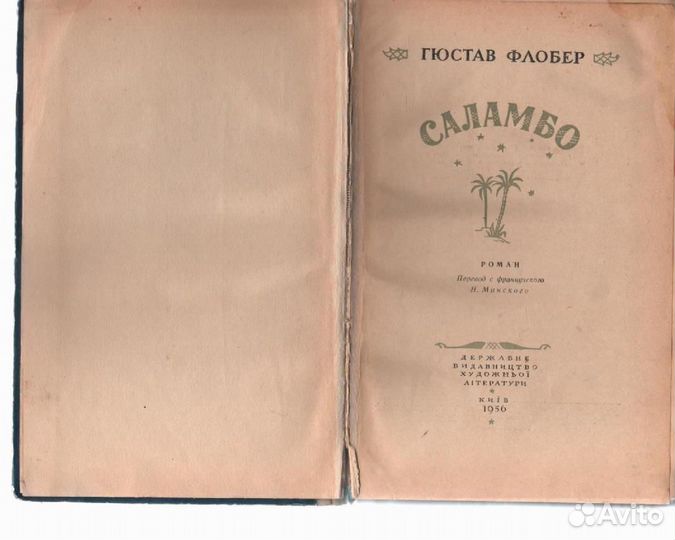 ГЮСТАВ ФЛОБЕР
САЛАМБО
РОМАН
Перевод с французского
Н. Минского
ДЕРЖАВНЕ
ВИДАВНИЦТВО
ХУДОЖНЬОЇ
ЛІТЕРАТУРИ
КИЇВ
1956
Avito